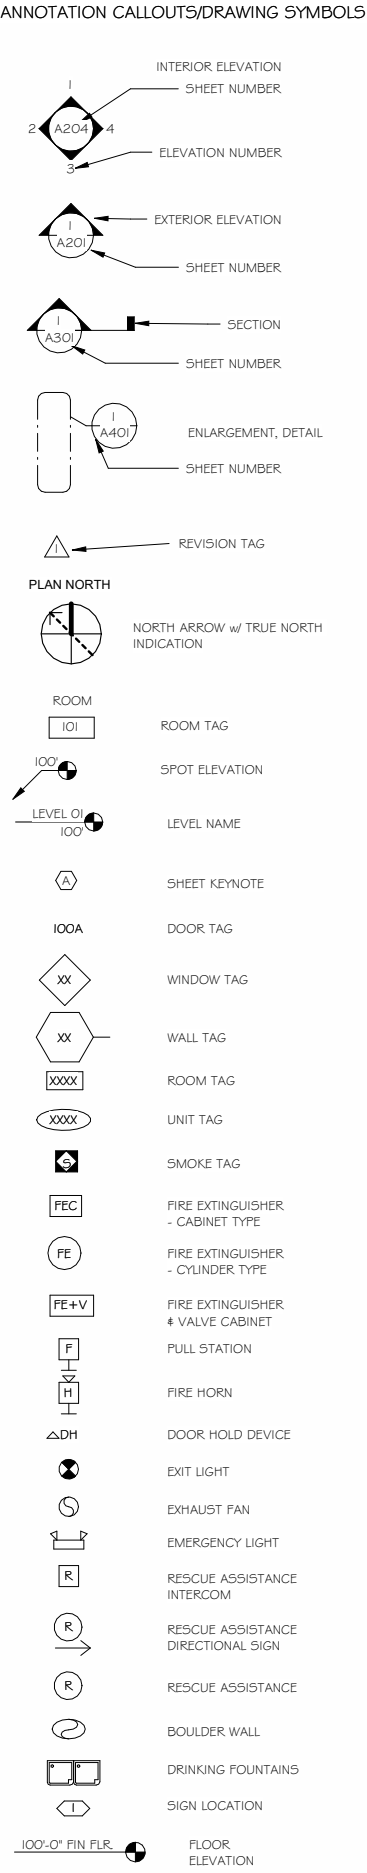 ANNOTATION CALLOUTS/DRAWING SYMBOLS
INTERIOR ELEVATION
1
SHEET NUMBER
2 A204 4
ELEVATION NUMBER
3
EXTERIOR ELEVATION
1
A201
SHEET NUMBER
SECTION
1
A301
SHEET NUMBER
1
A401
ENLARGEMENT, DETAIL
SHEET NUMBER
1
REVISION TAG
PLAN NORTH
NORTH ARROW w/ TRUE NORTH
INDICATION
ROOM
101
ROOM TAG
100'
SPOT ELEVATION
LEVEL 01
100'
LEVEL NAME
A
SHEET KEYNOTE
100A
DOOR TAG
XX
WINDOW TAG
XX
WALL TAG
XXXX
ROOM TAG
XXXX
UNIT TAG
S
SMOKE TAG
FEC
FIRE EXTINGUISHER
- CABINET TYPE
FE
FIRE EXTINGUISHER
- CYLINDER TYPE
FE+V
FIRE EXTINGUISHER
& VALVE CABINET
F
PULL STATION
H
FIRE HORN
DH
DOOR HOLD DEVICE
EXIT LIGHT
EXHAUST FAN
EMERGENCY LIGHT
R
RESCUE ASSISTANCE
INTERCOM
R
RESCUE ASSISTANCE
DIRECTIONAL SIGN
R
RESCUE ASSISTANCE
BOULDER WALL
DRINKING FOUNTAINS
1
SIGN LOCATION
100'-0" FIN FLR
FLOOR
ELEVATION